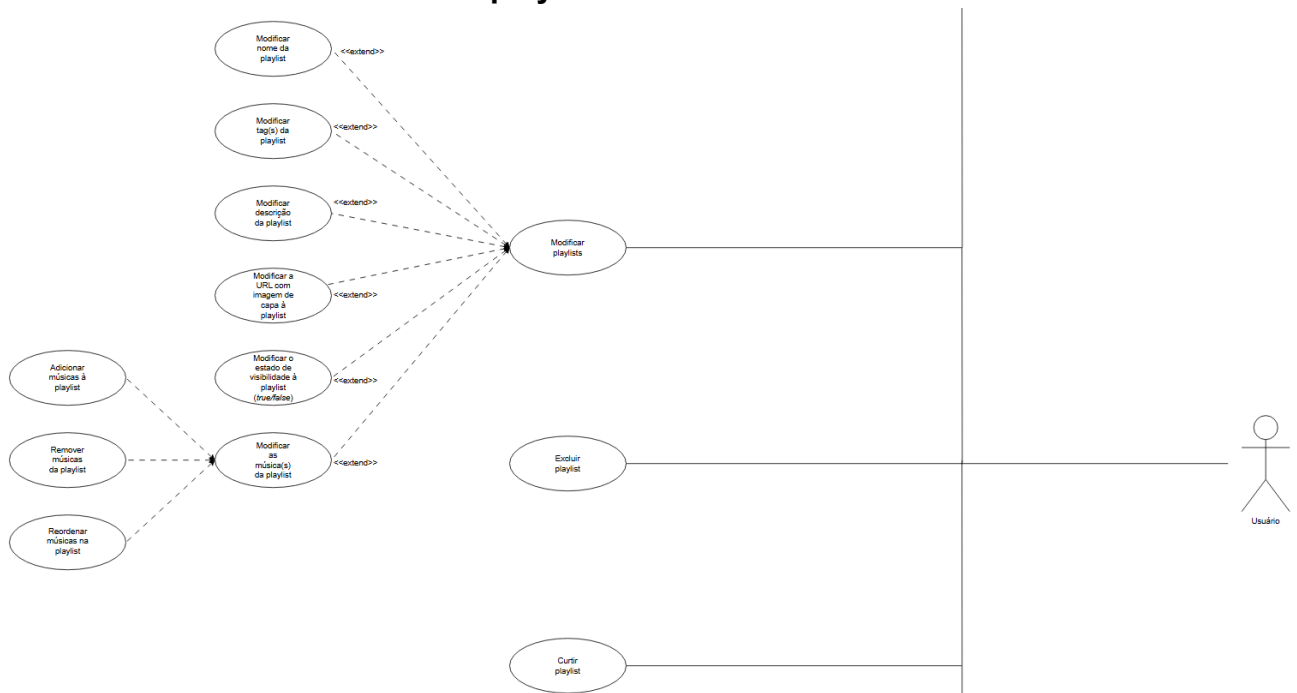 Modificar
nome da
playlist
<<extend>>
Modificar
tag(s) da
playlist
<<extend>>
Modificar
descrição
da playlist
<<extend>>
Modificar
playlists
Modificar a
URL com
imagem de
capa à
playlist
<<extend>>
Adicionar
músicas à
playlist
Modificar o
estado de
visibilidade à
playlist
(true/false)
<<extend>>
Remover
músicas
da playlist
Modificar
as
música(s)
da playlist
<<extend>>
Excluir
playlist
Usuário
Reordenar
músicas na
playlist
Curtir
playlist